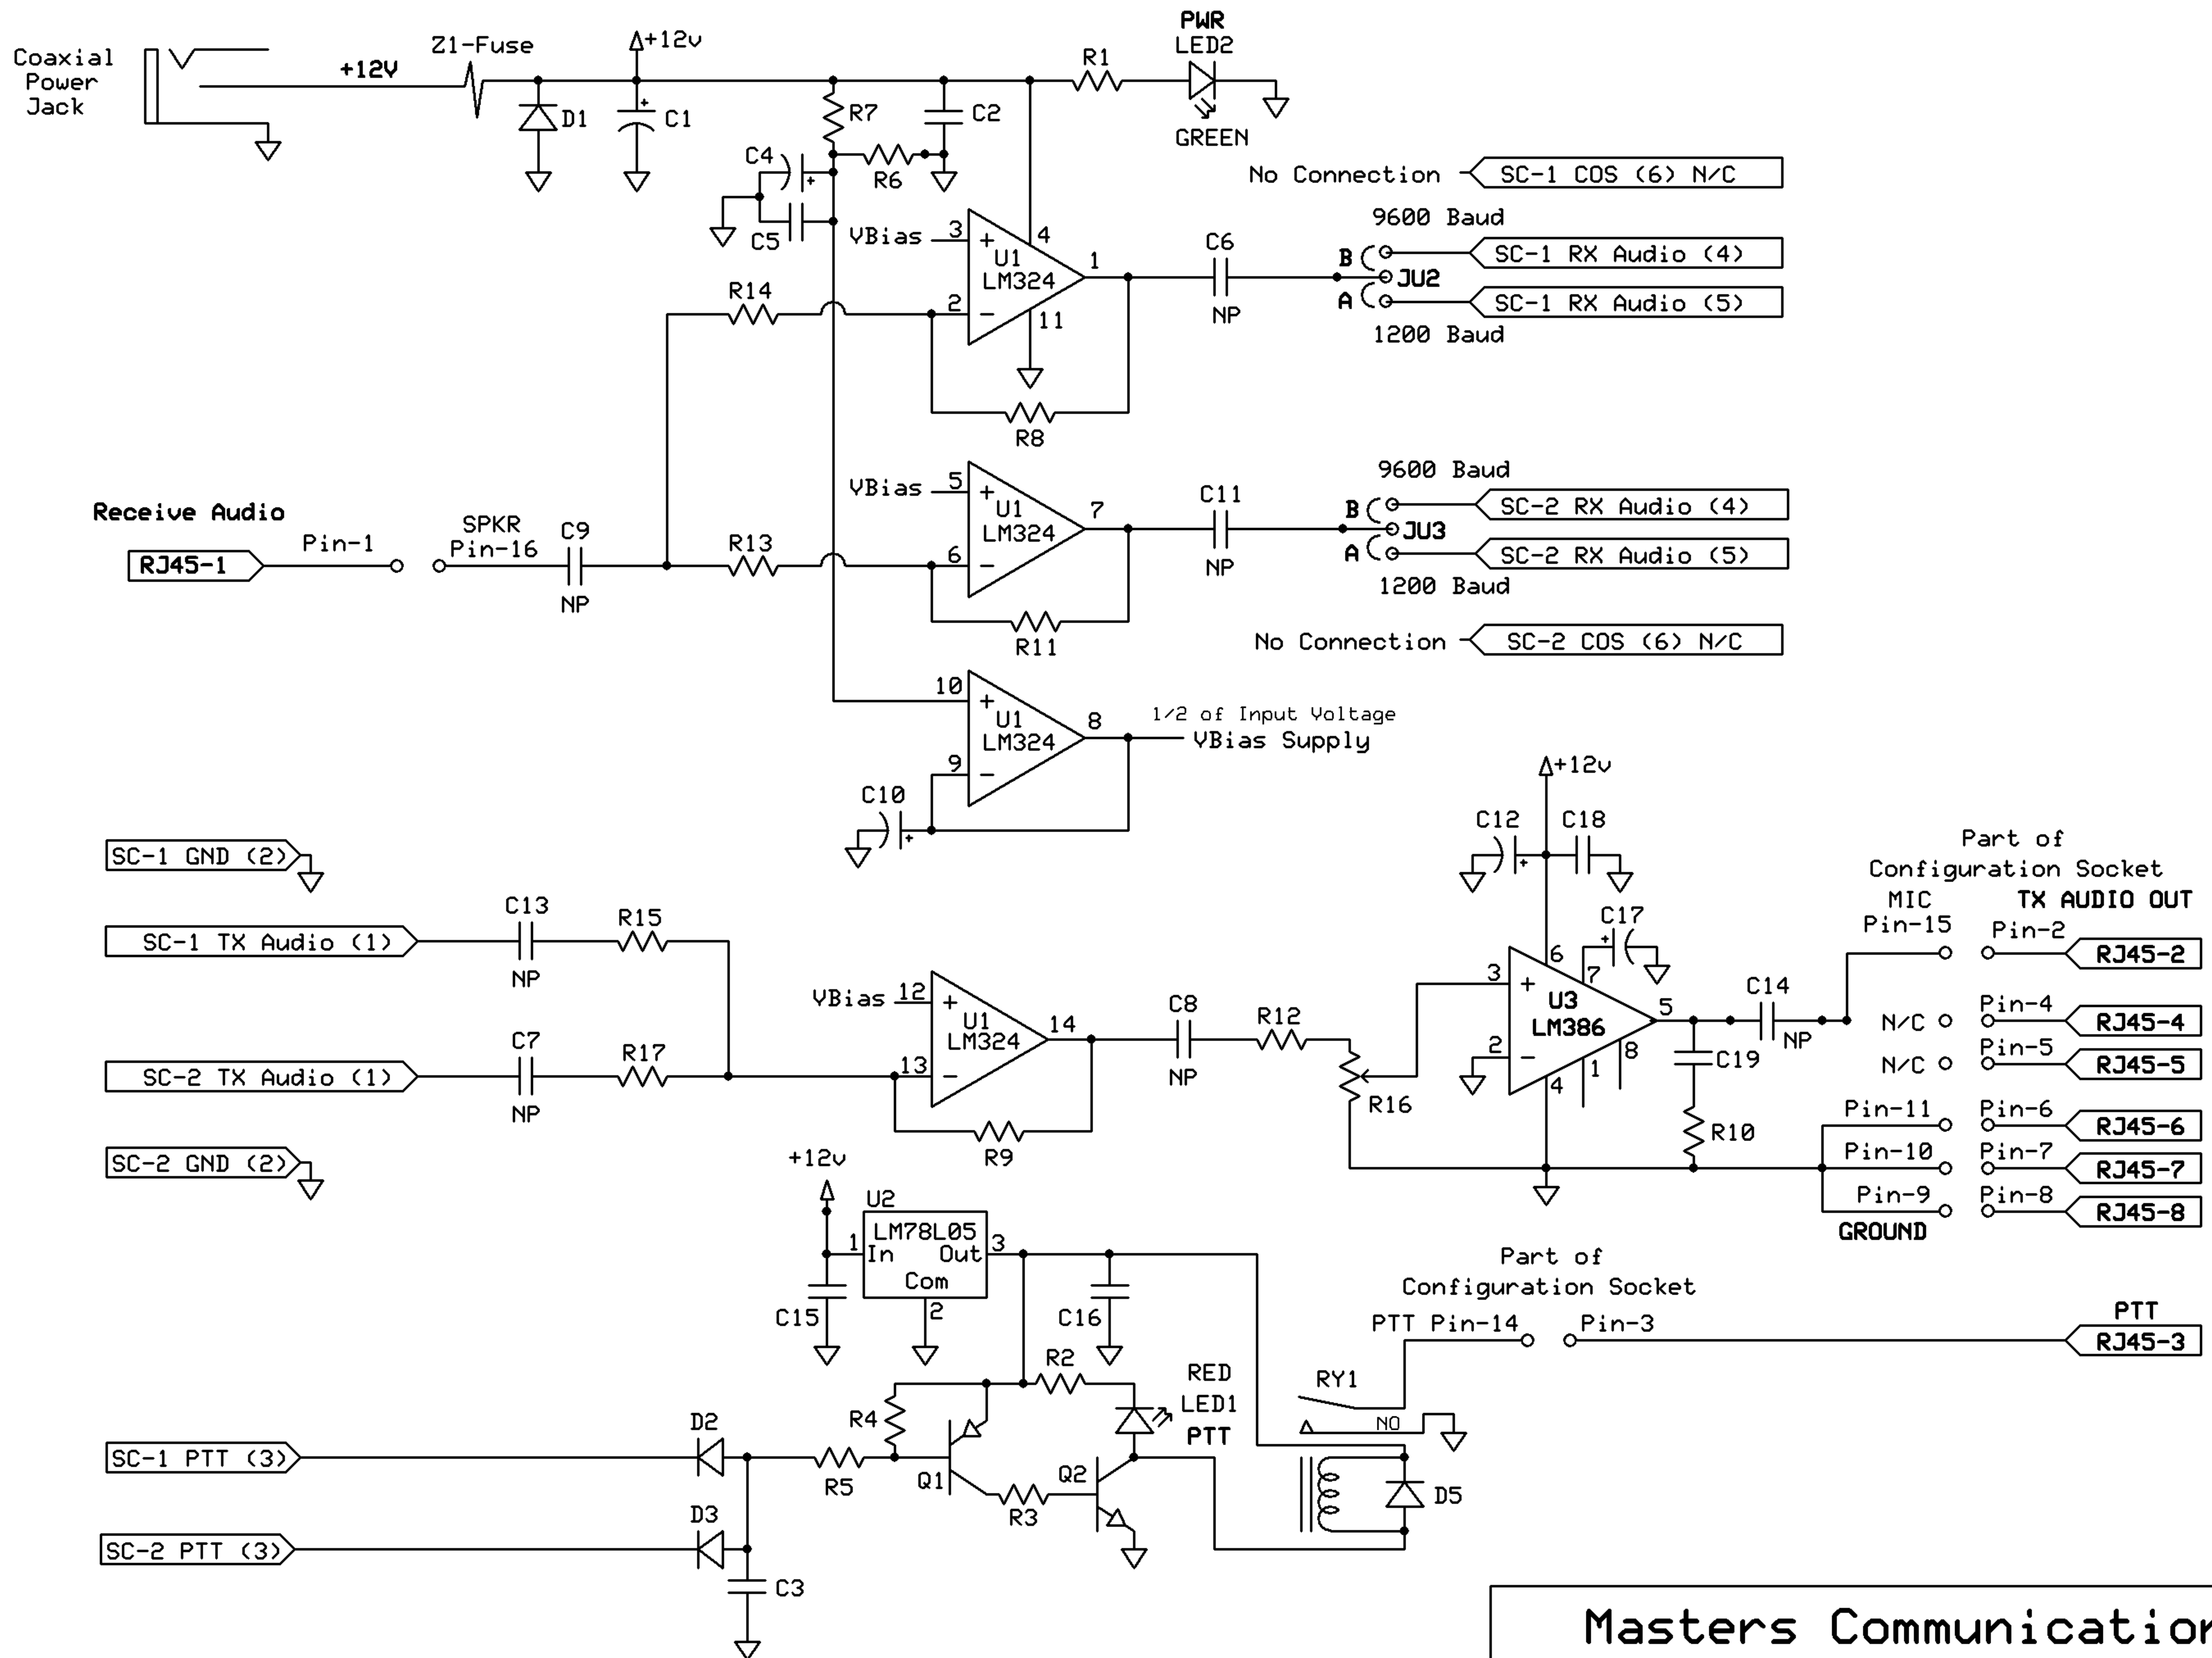 PWR
LED2
Coaxial
Power
Jack
+12V
Z1-Fuse
+12v
R1
GREEN
D1
C1
R7
C2
C4
+
R6
C5
No Connection
SC-1 COS (6) N/C
9600 Baud
VBias
3
+
4
U1
LM324
1
2
-
11
C6
NP
B
JU2
A
SC-1 RX Audio (4)
SC-1 RX Audio (5)
1200 Baud
R14
R8
9600 Baud
VBias
5
+
U1
LM324
7
6
-
C11
NP
B
JU3
A
SC-2 RX Audio (4)
SC-2 RX Audio (5)
1200 Baud
Receive Audio
RJ45-1
Pin-1
SPKR
Pin-16
C9
NP
R13
R11
No Connection
SC-2 COS (6) N/C
10
+
U1
LM324
8
9
-
1/2 of Input Voltage
VBias Supply
C10
+
SC-1 GND (2)
SC-1 TX Audio (1)
C13
NP
R15
SC-2 TX Audio (1)
C7
NP
R17
SC-2 GND (2)
VBias
12
+
U1
LM324
14
13
-
R9
C8
NP
R12
R16
+12v
C12
+
C18
C17
+
6
7
3
+
U3
LM386
5
2
-
4
1
8
C14
NP
C19
R10
Part of
Configuration Socket
MIC
TX AUDIO OUT
Pin-15
Pin-2
RJ45-2
N/C
Pin-4
RJ45-4
N/C
Pin-5
RJ45-5
Pin-11
Pin-6
RJ45-6
Pin-10
Pin-7
RJ45-7
Pin-9
Pin-8
RJ45-8
GROUND
+12v
U2
LM78L05
1
In
Out
3
Com
2
C15
C16
Part of
Configuration Socket
PTT Pin-14
Pin-3
PTT
RJ45-3
R2
RED
LED1
PTT
RY1
NO
R4
SC-1 PTT (3)
D2
R5
Q1
R3
Q2
D5
SC-2 PTT (3)
D3
C3
Masters Communication